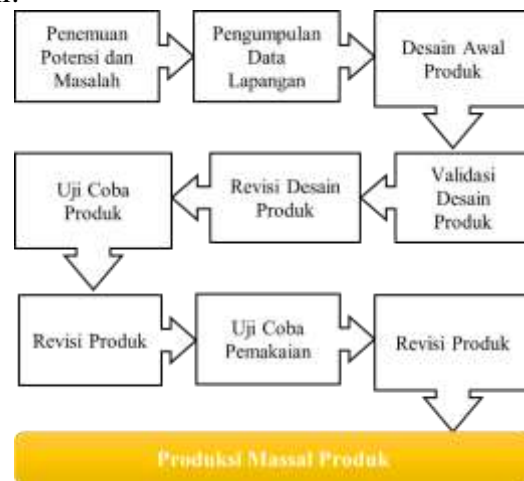 Penemuan
Potensi dan
Masalah
Pengumpulan
Data
Lapangan
Desain Awal
Produk
Validasi
Desain
Produk
Revisi Desain
Produk
Uji Coba
Produk
Revisi Produk
Uji Coba
Pemakaian
Revisi Produk
Produksi Massal Produk